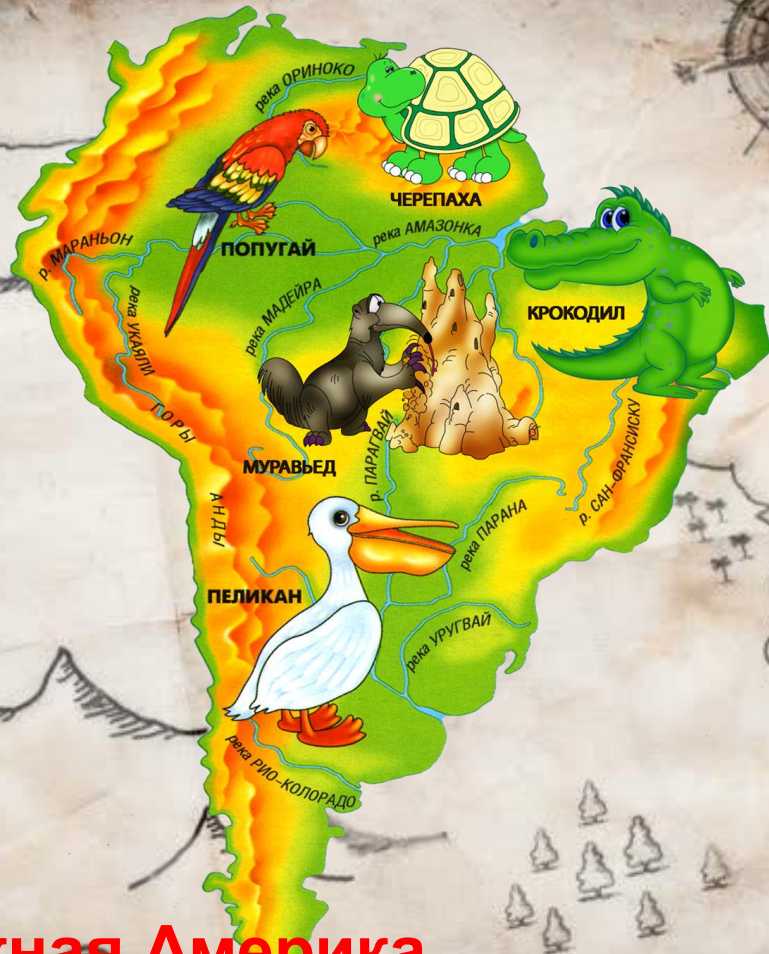 река ОРИНОКО
ЧЕРЕПАХА
река АМАЗОНКА
р. МАРАНЬОН
ПОПУГАЙ
река МАДЕЙРА
река УКАЯЛИ
КРОКОДИЛ
ГОРЫ
АНДЫ
МУРАВЬЕД
р. ПАРАГВАЙ
р. САН-ФРАНСИСКУ
река ПАРАНА
ПЕЛИКАН
река УРУГВАЙ
река РИО-КОЛОРАДО
Америка